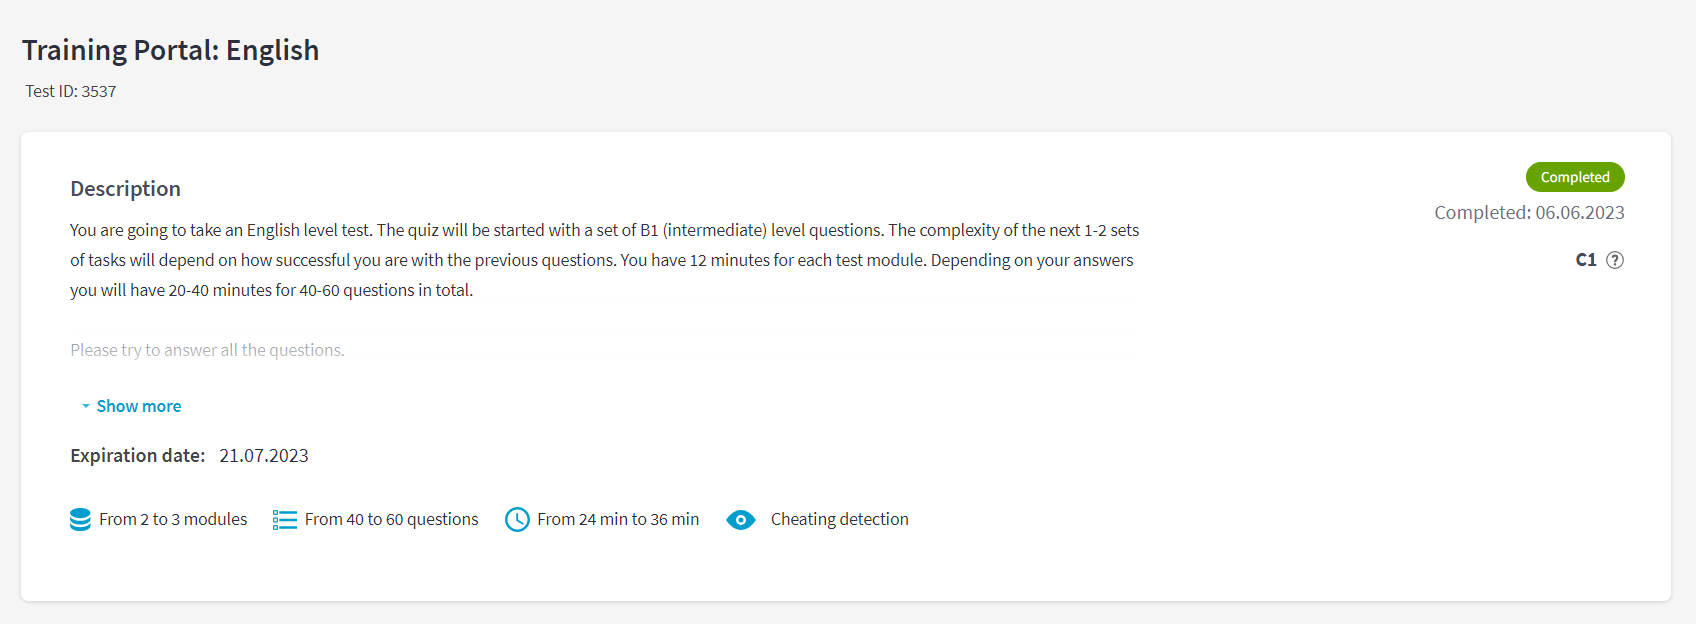 Training Portal: English
Test ID: 3537
Description
Completed
Completed: 06.06.2023
C1 ?
You are going to take an English level test. The quiz will be started with a set of B1 (intermediate) level questions. The complexity of the next 1-2 sets
of tasks will depend on how successful you are with the previous questions. You have 12 minutes for each test module. Depending on your answers
you will have 20-40 minutes for 40-60 questions in total.
Please try to answer all the questions.
Show more
Expiration date: 21.07.2023
From 2 to 3 modules From 40 to 60 questions From 24 min to 36 min Cheating detection